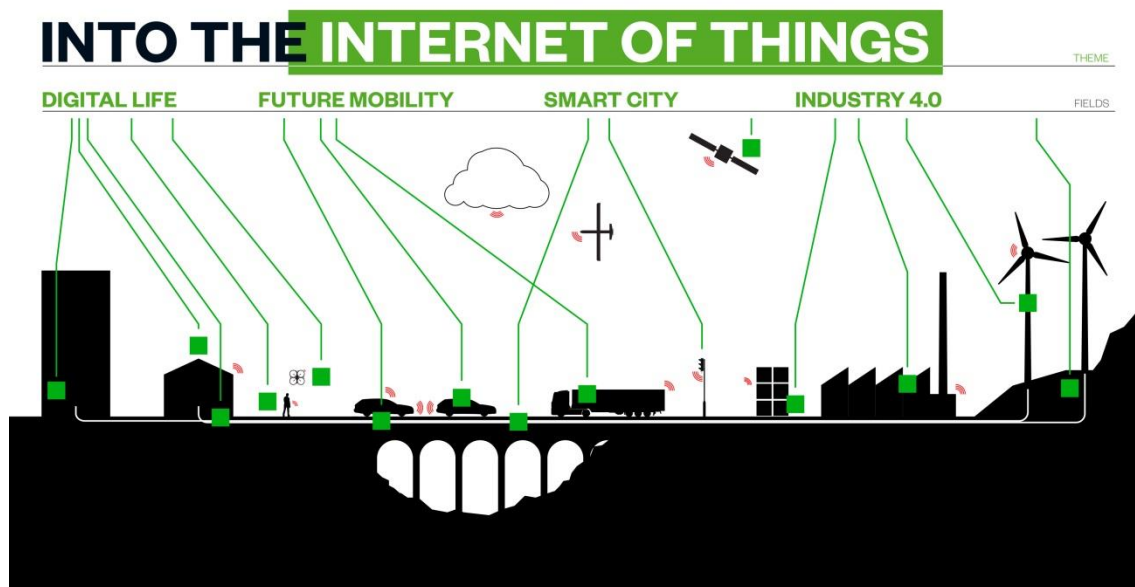 INTO THE INTERNET OF THINGS
THEME
DIGITAL LIFE FUTURE MOBILITY SMART CITY INDUSTRY 4.0 FIELDS